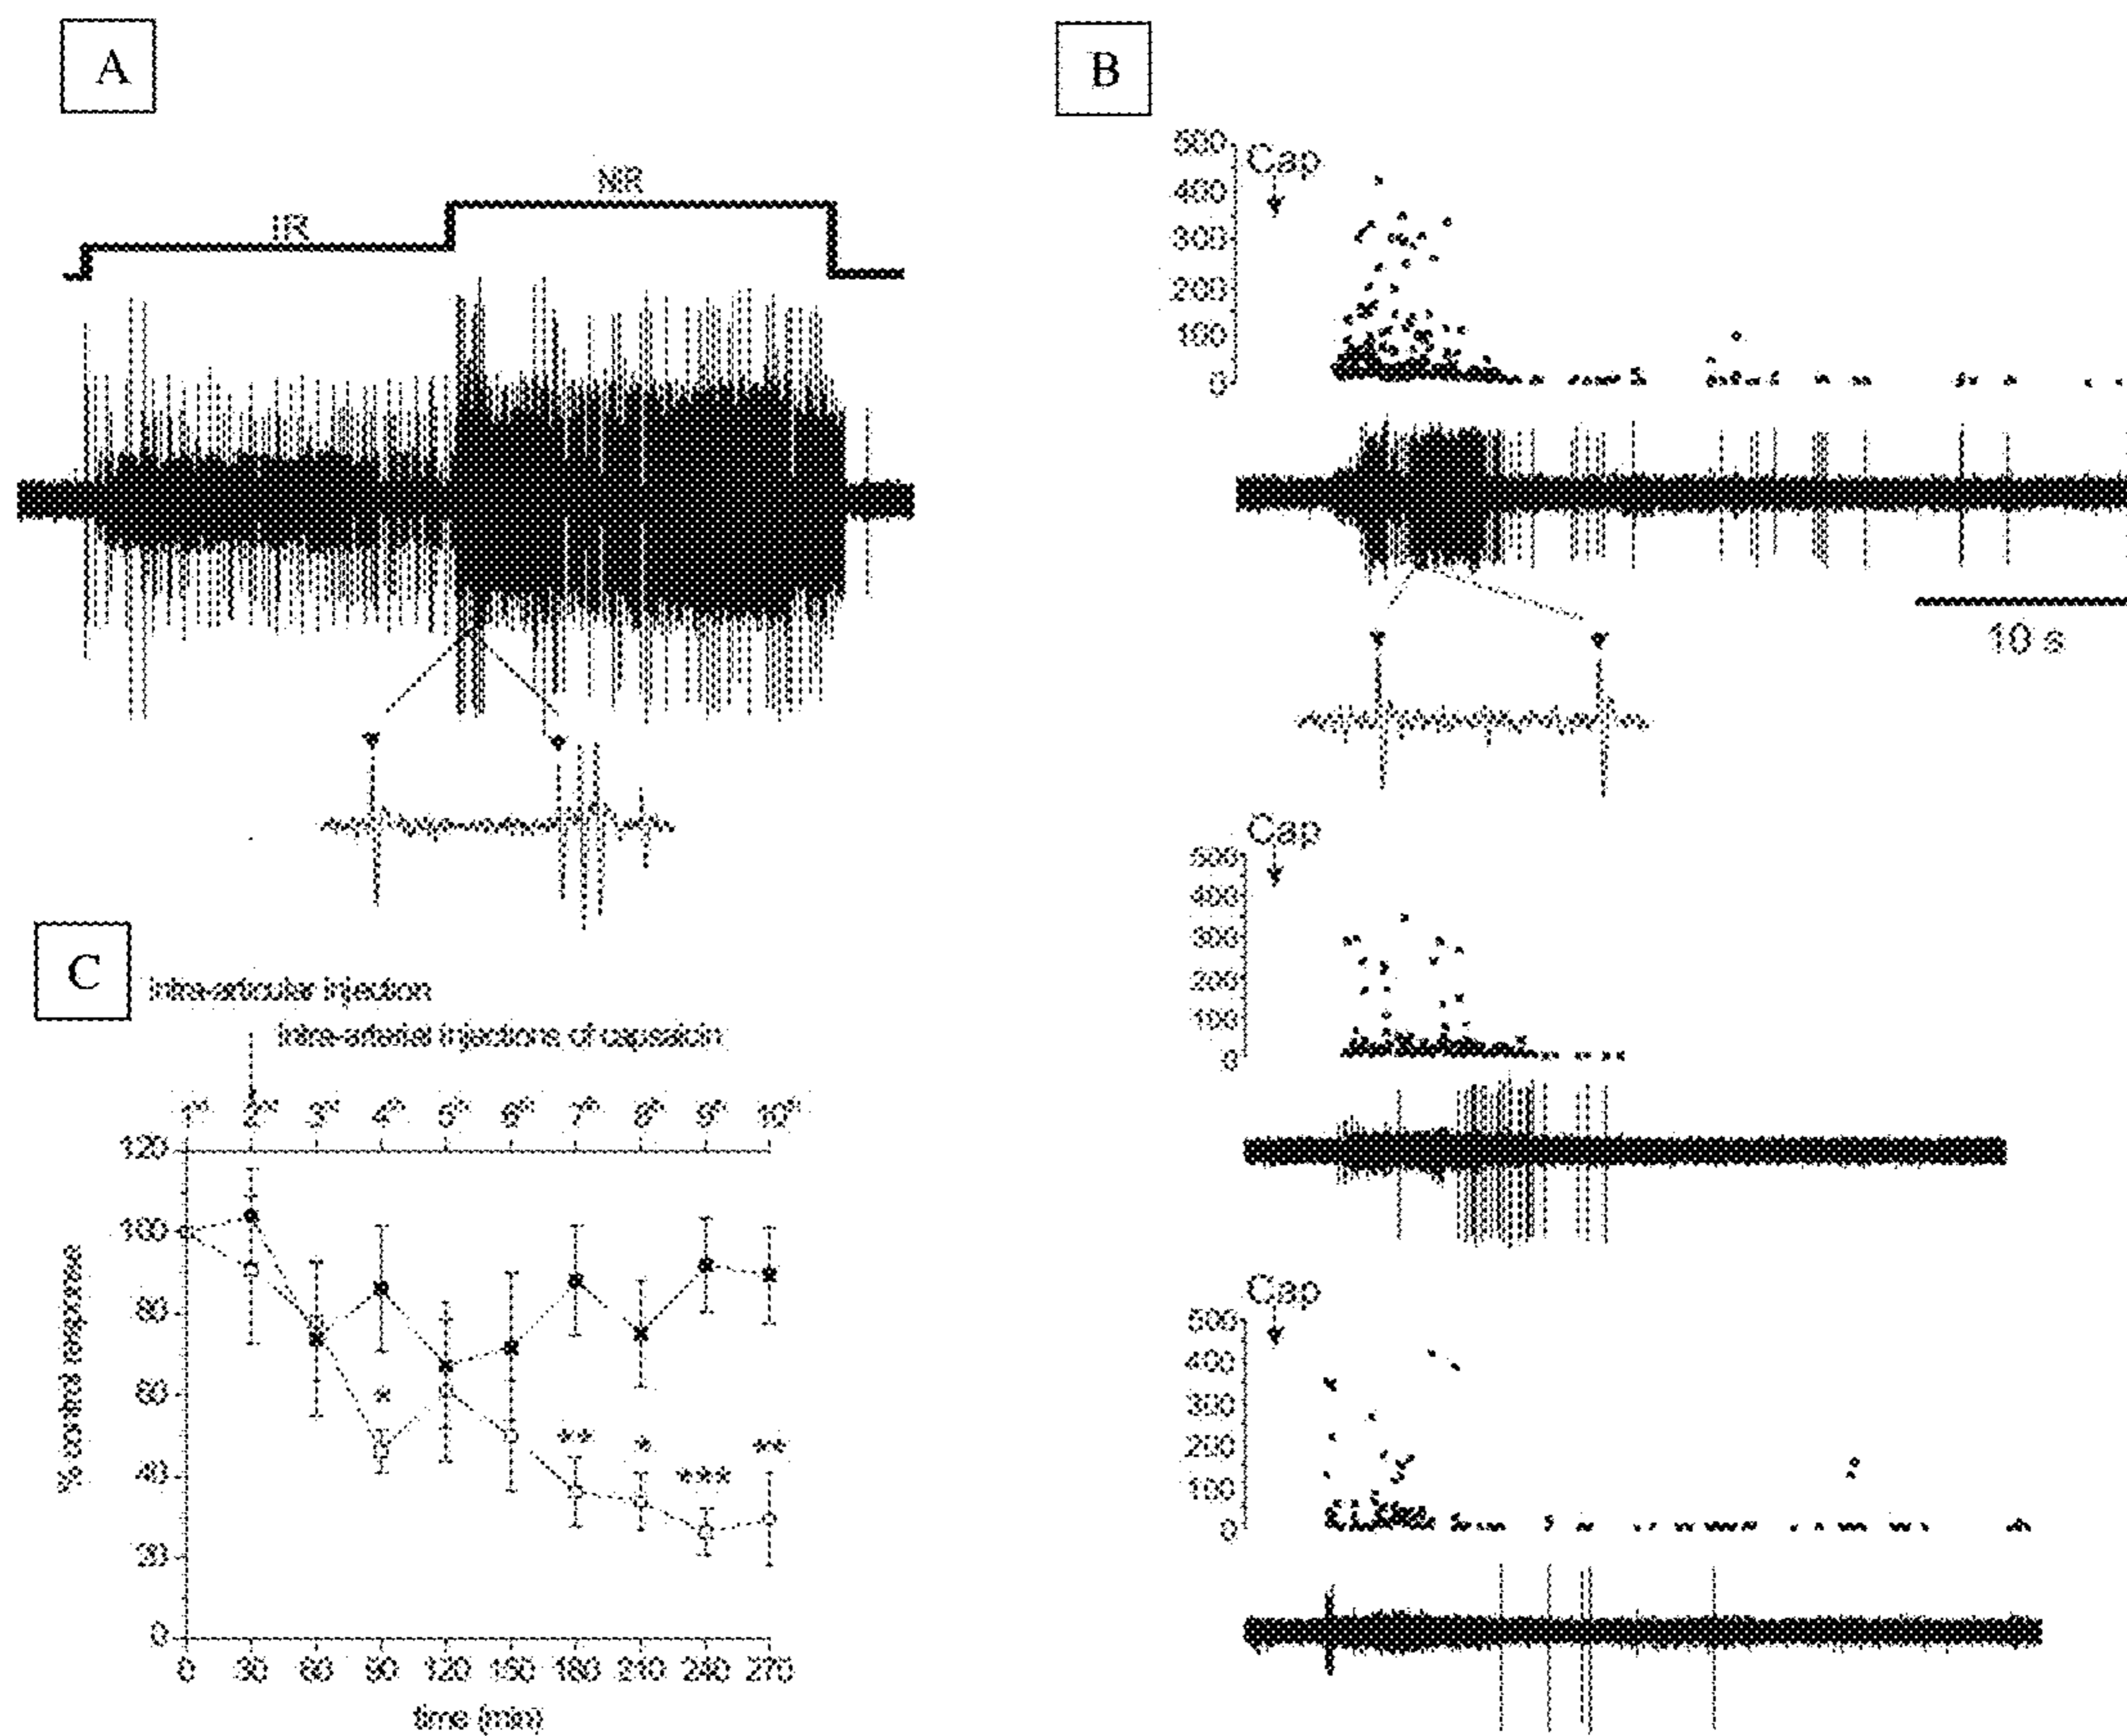 A
IR
NR
B
500
400
300
200
100
0
Cap
10 s
Cap
500
400
300
200
100
0
Cap
500
400
300
200
100
0
C
Intra-articular injection
Intra-arterial injections of capsaicin
1st 2nd 3rd 4th 5th 6th 7th 8th 9th 10th
120
100
80
60
40
20
0
% control response
* ** * *** **
0 30 60 90 120 150 180 210 240 270
time (min)